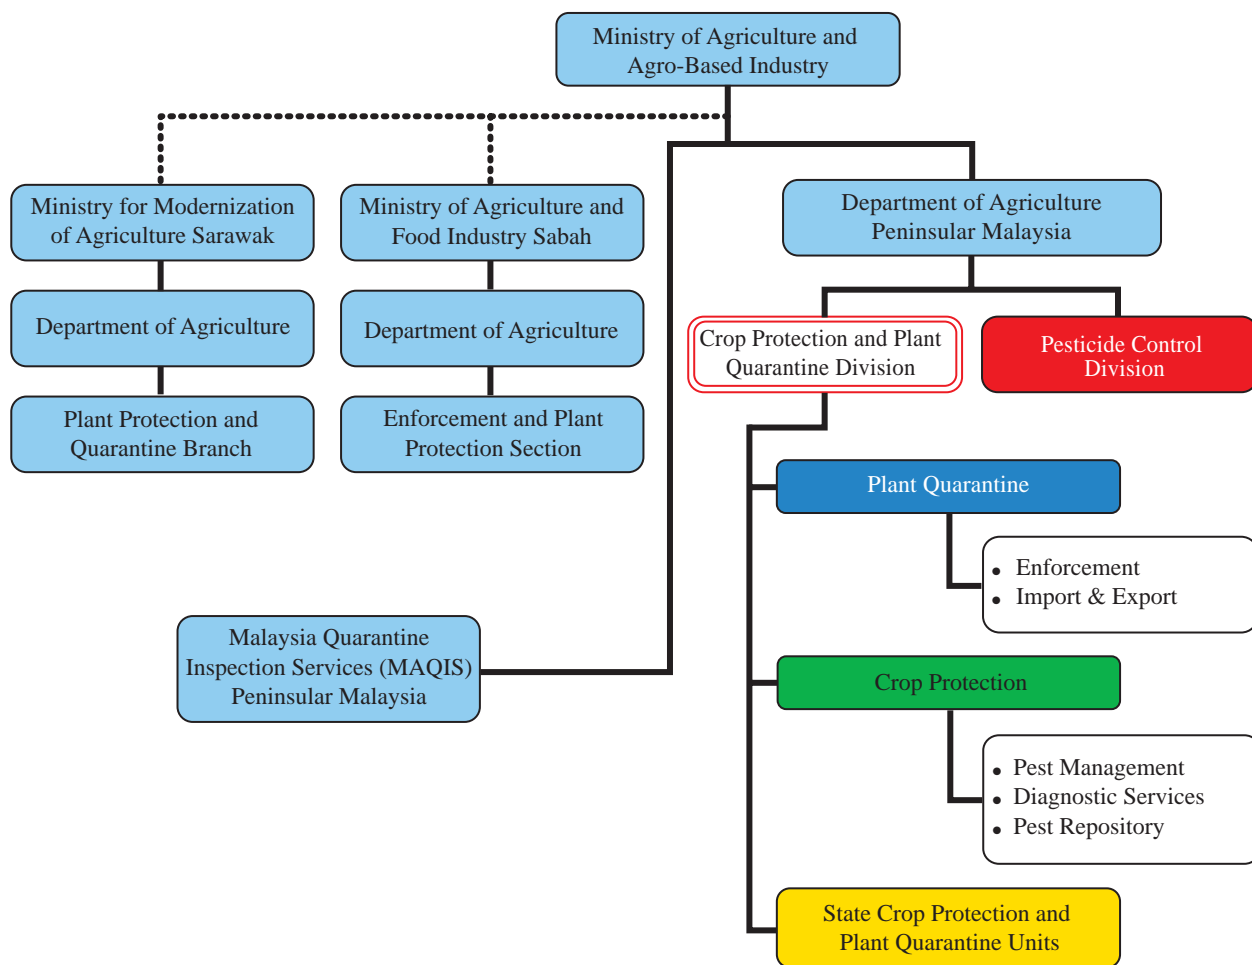 Ministry of Agriculture and
Agro-Based Industry
Ministry for Modernization
of Agriculture Sarawak
Ministry of Agriculture and
Food Industry Sabah
Department of Agriculture
Peninsular Malaysia
Department of Agriculture
Department of Agriculture
Crop Protection and Plant
Quarantine Division
Pesticide Control
Division
Plant Protection and
Quarantine Branch
Enforcement and Plant
Protection Section
Plant Quarantine
• Enforcement
• Import & Export
Malaysia Quarantine
Inspection Services (MAQIS)
Peninsular Malaysia
Crop Protection
• Pest Management
• Diagnostic Services
• Pest Repository
State Crop Protection and
Plant Quarantine Units